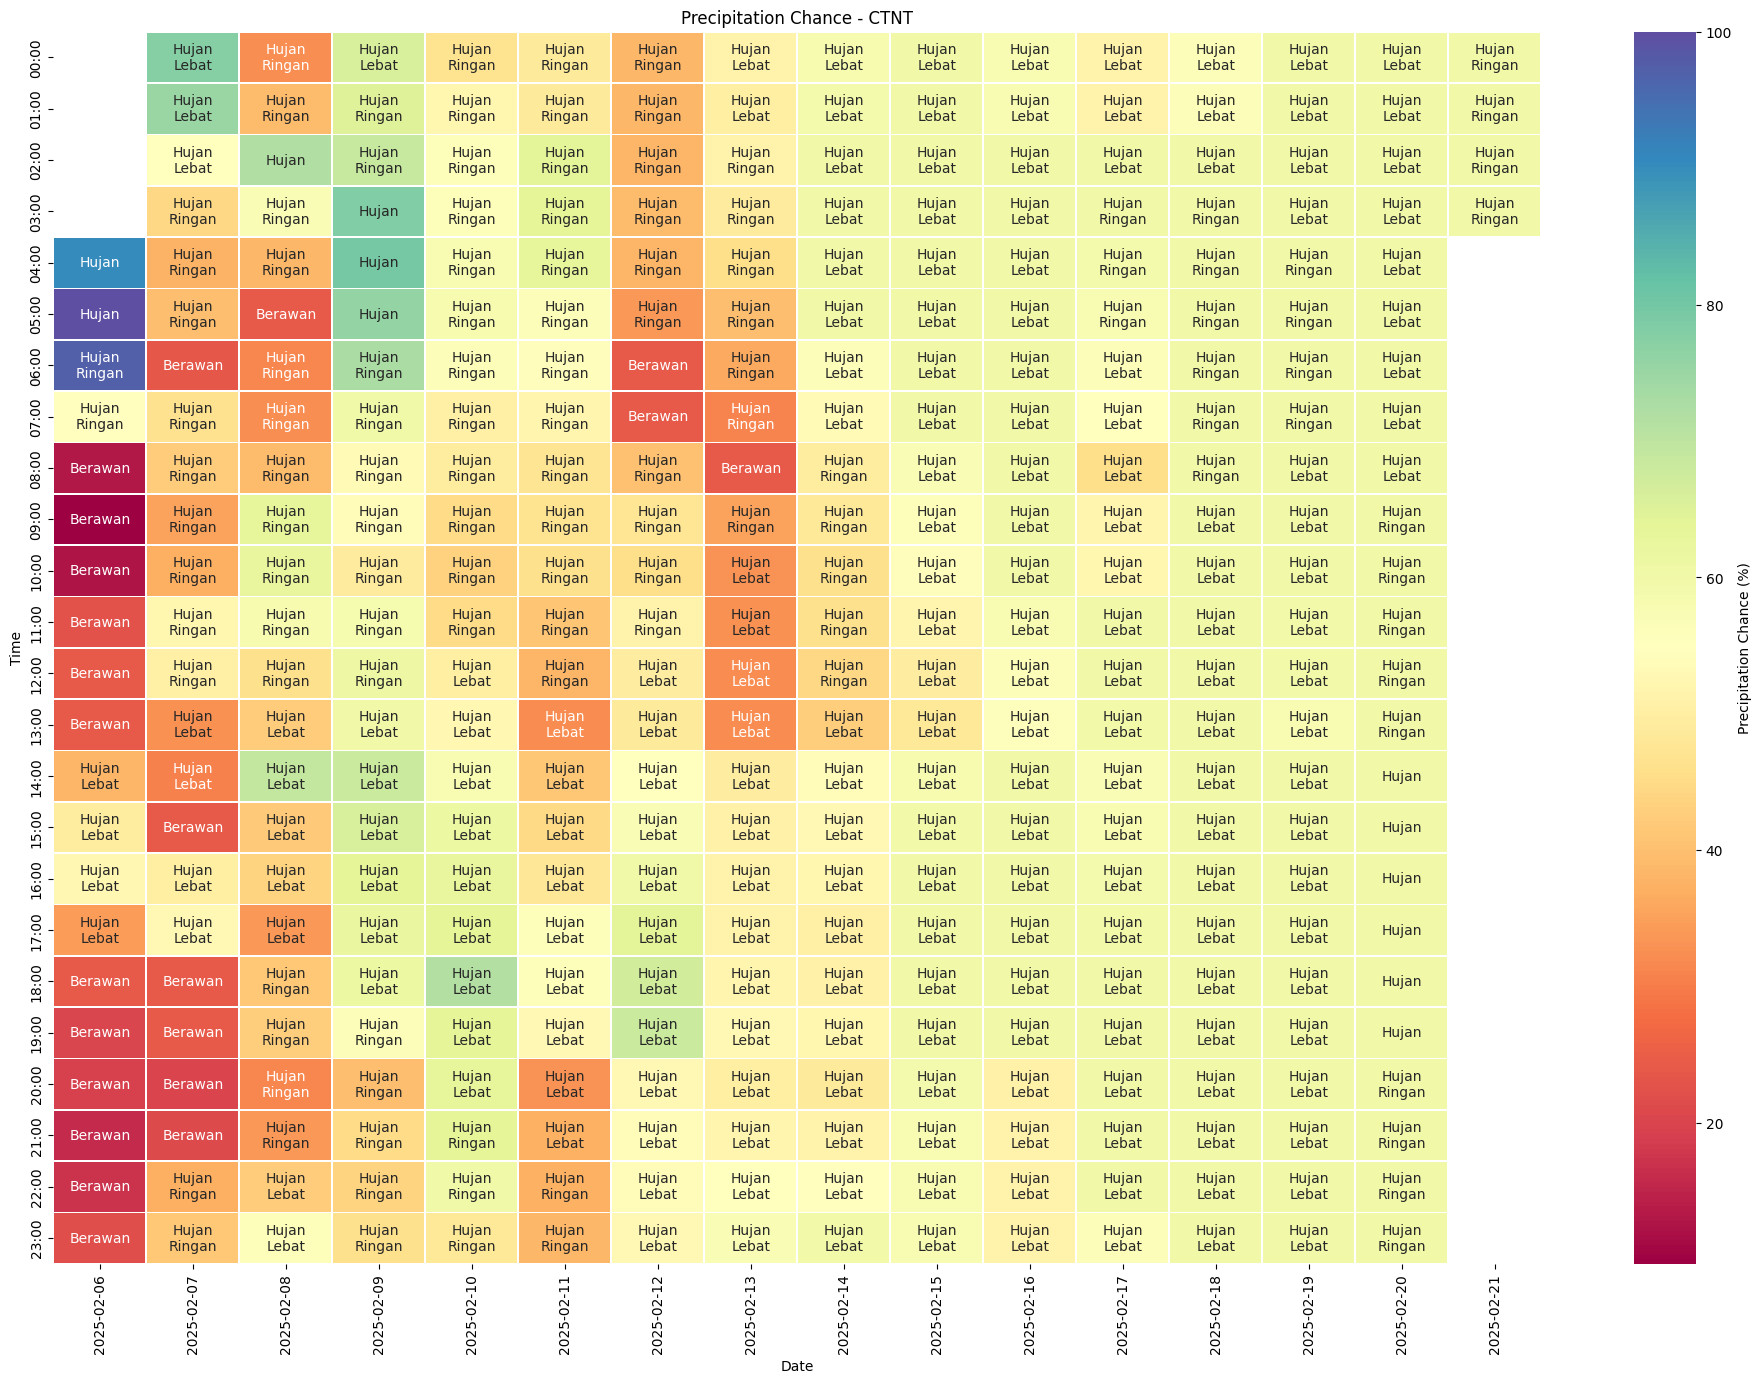 Precipitation Chance - CTNT
00:00 Hujan Lebat Hujan Ringan Hujan Lebat Hujan Ringan Hujan Ringan Hujan Ringan Hujan Lebat Hujan Lebat Hujan Lebat Hujan Lebat Hujan Lebat Hujan Lebat Hujan Lebat Hujan Lebat Hujan Ringan
01:00 Hujan Lebat Hujan Ringan Hujan Ringan Hujan Ringan Hujan Ringan Hujan Ringan Hujan Lebat Hujan Lebat Hujan Lebat Hujan Lebat Hujan Lebat Hujan Lebat Hujan Lebat Hujan Lebat Hujan Ringan
02:00 Hujan Lebat Hujan Hujan Ringan Hujan Ringan Hujan Ringan Hujan Ringan Hujan Ringan Hujan Lebat Hujan Lebat Hujan Lebat Hujan Lebat Hujan Lebat Hujan Lebat Hujan Lebat Hujan Ringan
03:00 Hujan Ringan Hujan Ringan Hujan Hujan Ringan Hujan Ringan Hujan Ringan Hujan Ringan Hujan Lebat Hujan Lebat Hujan Lebat Hujan Ringan Hujan Ringan Hujan Lebat Hujan Lebat Hujan Ringan
04:00 Hujan Hujan Ringan Hujan Ringan Hujan Hujan Ringan Hujan Ringan Hujan Ringan Hujan Ringan Hujan Lebat Hujan Lebat Hujan Lebat Hujan Ringan Hujan Ringan Hujan Ringan Hujan Lebat
05:00 Hujan Hujan Ringan Berawan Hujan Hujan Ringan Hujan Ringan Hujan Ringan Hujan Ringan Hujan Lebat Hujan Lebat Hujan Lebat Hujan Ringan Hujan Ringan Hujan Ringan Hujan Lebat
06:00 Hujan Ringan Berawan Hujan Ringan Hujan Ringan Hujan Ringan Hujan Ringan Berawan Hujan Ringan Hujan Lebat Hujan Lebat Hujan Lebat Hujan Lebat Hujan Ringan Hujan Ringan Hujan Lebat
07:00 Hujan Ringan Hujan Ringan Hujan Ringan Hujan Ringan Hujan Ringan Hujan Ringan Berawan Hujan Ringan Hujan Lebat Hujan Lebat Hujan Lebat Hujan Lebat Hujan Ringan Hujan Ringan Hujan Lebat
08:00 Berawan Hujan Ringan Hujan Ringan Hujan Ringan Hujan Ringan Hujan Ringan Hujan Ringan Berawan Hujan Ringan Hujan Lebat Hujan Lebat Hujan Lebat Hujan Ringan Hujan Lebat Hujan Lebat
09:00 Berawan Hujan Ringan Hujan Ringan Hujan Ringan Hujan Ringan Hujan Ringan Hujan Ringan Hujan Ringan Hujan Ringan Hujan Lebat Hujan Lebat Hujan Lebat Hujan Lebat Hujan Lebat Hujan Ringan
10:00 Berawan Hujan Ringan Hujan Ringan Hujan Ringan Hujan Ringan Hujan Ringan Hujan Ringan Hujan Lebat Hujan Ringan Hujan Lebat Hujan Lebat Hujan Lebat Hujan Lebat Hujan Lebat Hujan Ringan
11:00 Berawan Hujan Ringan Hujan Ringan Hujan Ringan Hujan Ringan Hujan Ringan Hujan Ringan Hujan Lebat Hujan Ringan Hujan Lebat Hujan Lebat Hujan Lebat Hujan Lebat Hujan Lebat Hujan Ringan
12:00 Berawan Hujan Ringan Hujan Ringan Hujan Ringan Hujan Lebat Hujan Ringan Hujan Lebat Hujan Lebat Hujan Ringan Hujan Lebat Hujan Lebat Hujan Lebat Hujan Lebat Hujan Lebat Hujan Ringan
13:00 Berawan Hujan Lebat Hujan Lebat Hujan Lebat Hujan Lebat Hujan Lebat Hujan Lebat Hujan Lebat Hujan Lebat Hujan Lebat Hujan Lebat Hujan Lebat Hujan Lebat Hujan Lebat Hujan Ringan
14:00 Hujan Lebat Hujan Lebat Hujan Lebat Hujan Lebat Hujan Lebat Hujan Lebat Hujan Lebat Hujan Lebat Hujan Lebat Hujan Lebat Hujan Lebat Hujan Lebat Hujan Lebat Hujan Lebat Hujan
15:00 Hujan Lebat Berawan Hujan Lebat Hujan Lebat Hujan Lebat Hujan Lebat Hujan Lebat Hujan Lebat Hujan Lebat Hujan Lebat Hujan Lebat Hujan Lebat Hujan Lebat Hujan Lebat Hujan
16:00 Hujan Lebat Hujan Lebat Hujan Lebat Hujan Lebat Hujan Lebat Hujan Lebat Hujan Lebat Hujan Lebat Hujan Lebat Hujan Lebat Hujan Lebat Hujan Lebat Hujan Lebat Hujan Lebat Hujan
17:00 Hujan Lebat Hujan Lebat Hujan Lebat Hujan Lebat Hujan Lebat Hujan Lebat Hujan Lebat Hujan Lebat Hujan Lebat Hujan Lebat Hujan Lebat Hujan Lebat Hujan Lebat Hujan Lebat Hujan
18:00 Berawan Berawan Hujan Ringan Hujan Lebat Hujan Lebat Hujan Lebat Hujan Lebat Hujan Lebat Hujan Lebat Hujan Lebat Hujan Lebat Hujan Lebat Hujan Lebat Hujan Lebat Hujan
19:00 Berawan Berawan Hujan Ringan Hujan Ringan Hujan Lebat Hujan Lebat Hujan Lebat Hujan Lebat Hujan Lebat Hujan Lebat Hujan Lebat Hujan Lebat Hujan Lebat Hujan Lebat Hujan
20:00 Berawan Berawan Hujan Ringan Hujan Ringan Hujan Lebat Hujan Lebat Hujan Lebat Hujan Lebat Hujan Lebat Hujan Lebat Hujan Lebat Hujan Lebat Hujan Lebat Hujan Lebat Hujan Ringan
21:00 Berawan Berawan Hujan Ringan Hujan Ringan Hujan Ringan Hujan Lebat Hujan Lebat Hujan Lebat Hujan Lebat Hujan Lebat Hujan Lebat Hujan Lebat Hujan Lebat Hujan Lebat Hujan Ringan
22:00 Berawan Hujan Ringan Hujan Lebat Hujan Ringan Hujan Ringan Hujan Ringan Hujan Lebat Hujan Lebat Hujan Lebat Hujan Lebat Hujan Lebat Hujan Lebat Hujan Lebat Hujan Lebat Hujan Ringan
23:00 Berawan Hujan Ringan Hujan Lebat Hujan Ringan Hujan Ringan Hujan Ringan Hujan Lebat Hujan Lebat Hujan Lebat Hujan Lebat Hujan Lebat Hujan Lebat Hujan Lebat Hujan Lebat Hujan Ringan
Time
2025-02-06 2025-02-07 2025-02-08 2025-02-09 2025-02-10 2025-02-11 2025-02-12 2025-02-13 2025-02-14 2025-02-15 2025-02-16 2025-02-17 2025-02-18 2025-02-19 2025-02-20 2025-02-21
Date
100
80
60
40
20
Precipitation Chance (%)